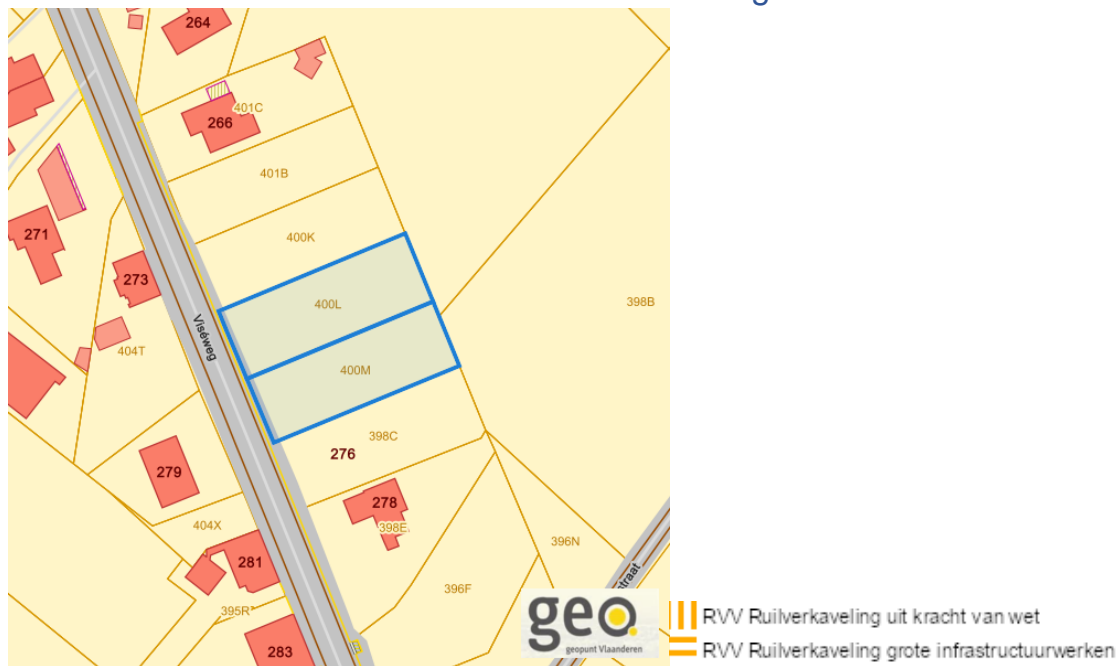 264
401C
266
401B
271
400K
273
400L
398B
Viséweg
404T
400M
398C
276
279
278
398E
404X
281
396N
396F
straat
395R
283
geo
geopunt Vlaanderen
RVV Ruilverkaveling uit kracht van wet
RVV Ruilverkaveling grote infrastructuurwerken